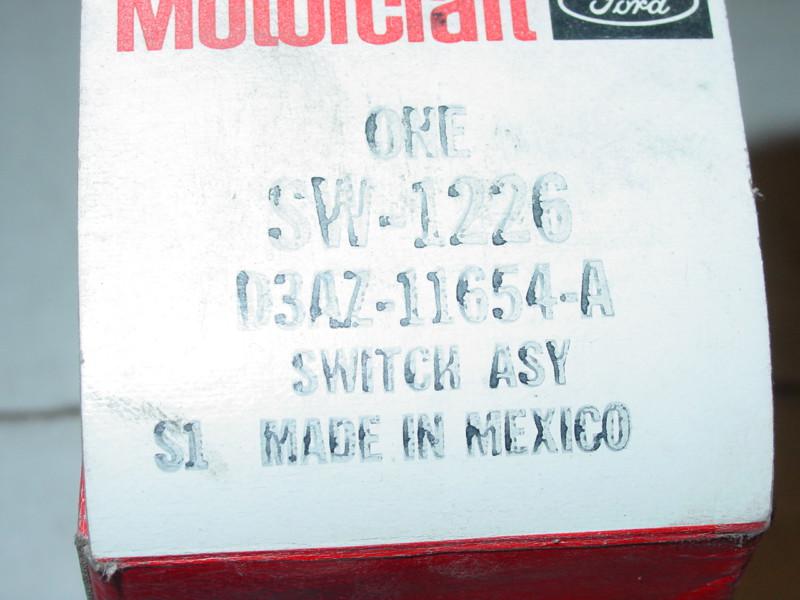 Motorcraft Ford
ONE
SW-1226
D3AZ-11654-A
SWITCH ASY
S1 MADE IN MEXICO